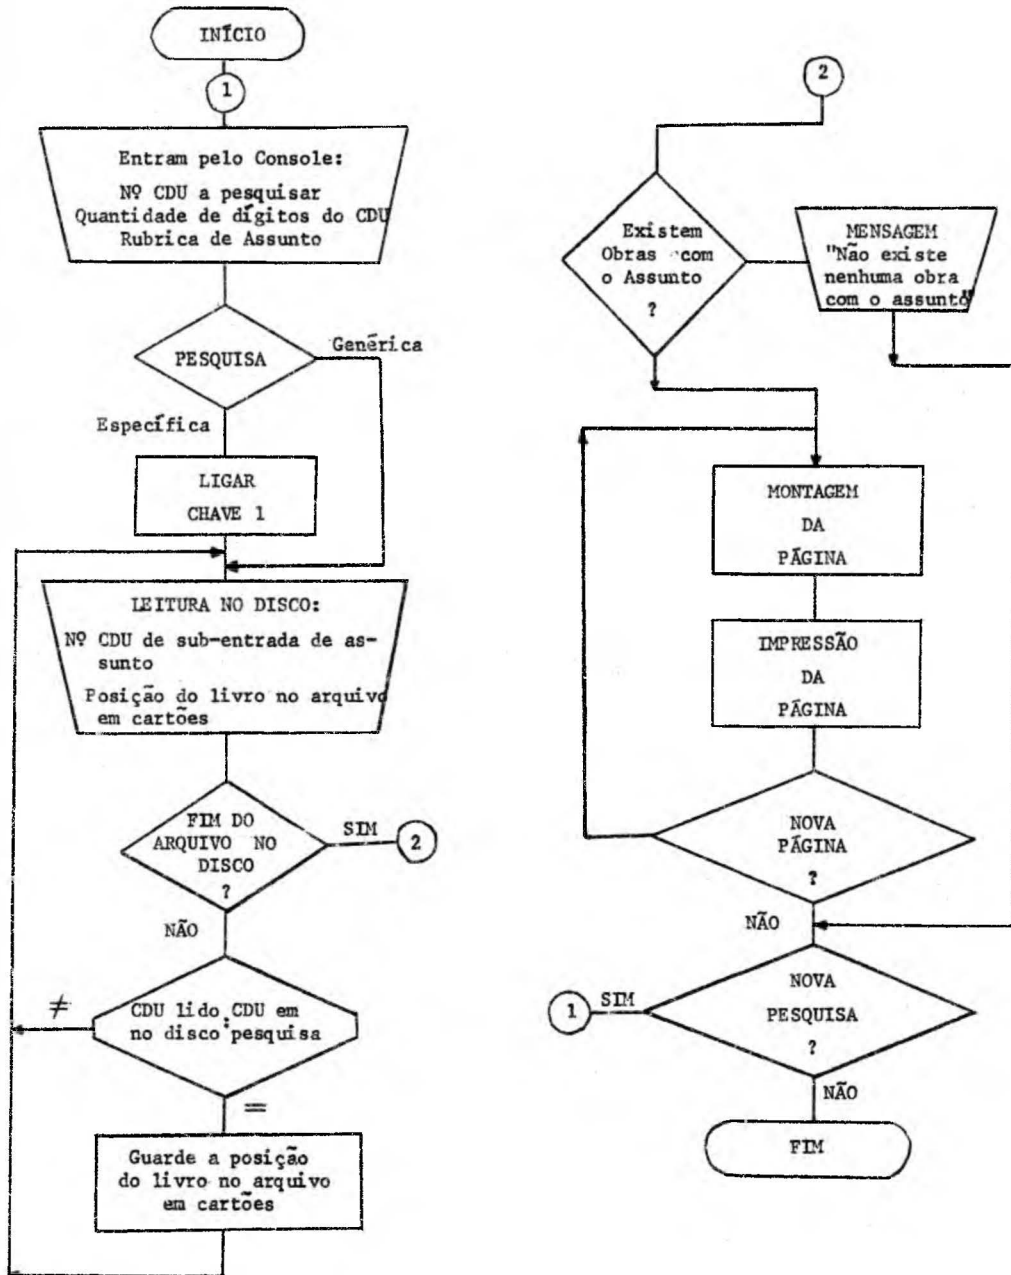 INÍCIO
1
Entram pelo Console:
Nº CDU a pesquisar
Quantidade de dígitos do CDU
Rubrica de Assunto
PESQUISA
Genérica
Específica
LIGAR
CHAVE 1
LEITURA NO DISCO:
Nº CDU de sub-entrada de as-
sunto
Posição do livro no arquivo
em cartões
FIM DO
ARQUIVO NO
DISCO
?
SIM
2
NÃO
CDU lido : CDU em
no disco : pesquisa
≠
=
Guarde a posição
do livro no arquivo
em cartões
2
Existem
Obras com
o Assunto
?
MENSAGEM
"Não existe
nenhuma obra
com o assunto"
MONTAGEM
DA
PÁGINA
IMPRESSÃO
DA
PÁGINA
NOVA
PÁGINA
?
NÃO
NOVA
PESQUISA
?
SIM
1
NÃO
FIM